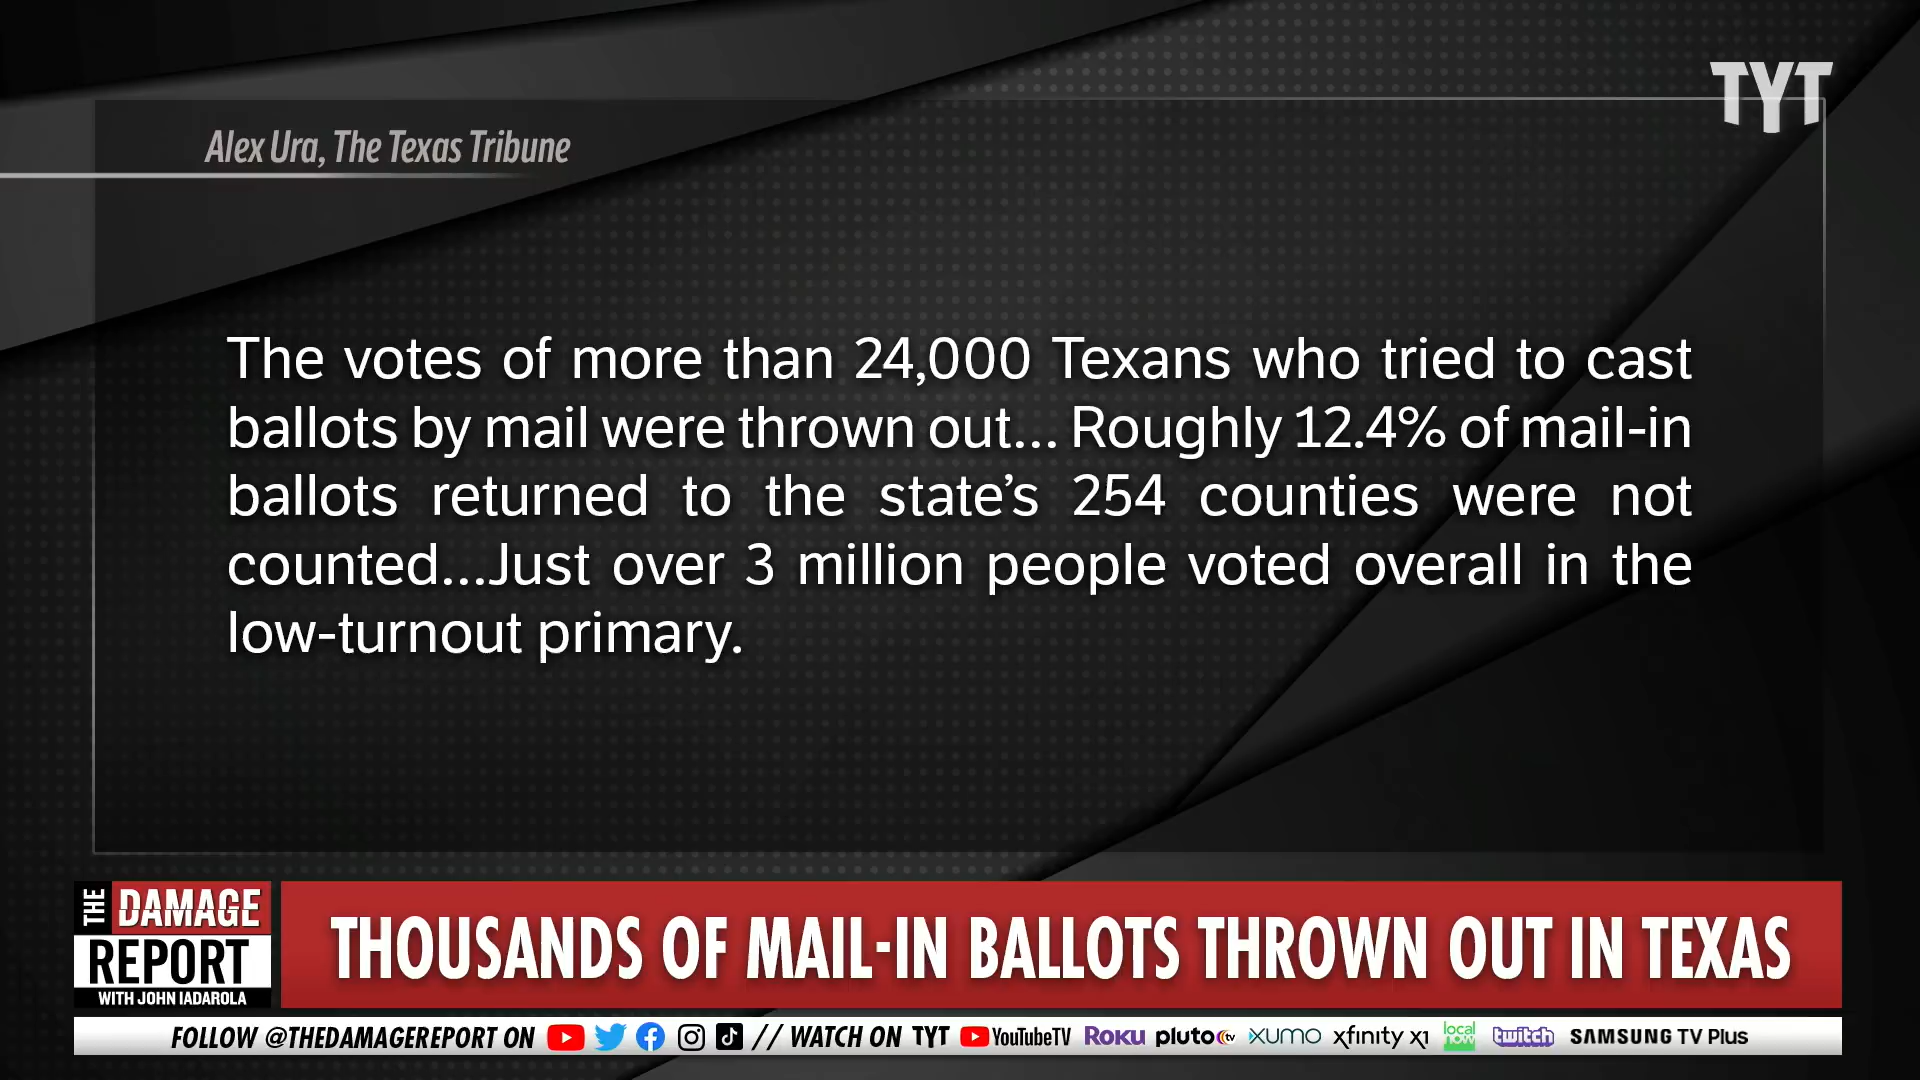 TYT
Alex Ura, The Texas Tribune
The votes of more than 24,000 Texans who tried to cast
ballots by mail were thrown out... Roughly 12.4% of mail-in
ballots returned to the state’s 254 counties were not
counted...Just over 3 million people voted overall in the
low-turnout primary.
THE DAMAGE
REPORT
WITH JOHN IADAROLA
THOUSANDS OF MAIL-IN BALLOTS THROWN OUT IN TEXAS
FOLLOW @THEDAMAGEREPORT ON // WATCH ON TYT YouTubeTV ROKU pluto tv XUMO xfinity x1 local now twitch SAMSUNG TV Plus